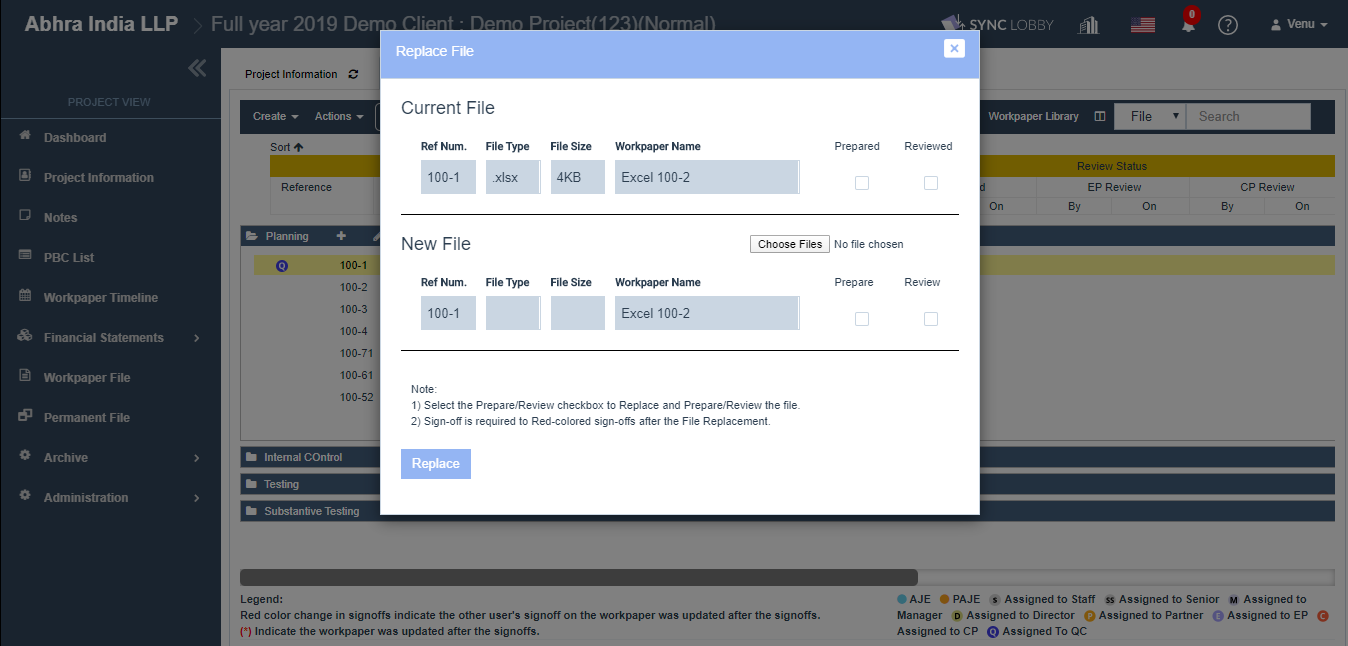 Abhra India LLP > Full year 2019 Demo Client : Demo Project(123)(Normal)
SYNC LOBBY
0
?
Venu
PROJECT VIEW
Dashboard
Project Information
Notes
PBC List
Workpaper Timeline
Financial Statements
Workpaper File
Permanent File
Archive
Administration
Project Information
Create
Actions
Workpaper Library
File
Search
Sort
Review Status
Reference
EP Review
CP Review
On
By
On
By
On
Planning
Q 100-1
100-2
100-3
100-4
100-71
100-61
100-52
Internal COntrol
Testing
Substantive Testing
Replace File
×
Current File
Ref Num. File Type File Size Workpaper Name Prepared Reviewed
100-1 .xlsx 4KB Excel 100-2
New File
Choose Files No file chosen
Ref Num. File Type File Size Workpaper Name Prepare Review
100-1 Excel 100-2
Note:
1) Select the Prepare/Review checkbox to Replace and Prepare/Review the file.
2) Sign-off is required to Red-colored sign-offs after the File Replacement.
Replace
Legend:
Red color change in signoffs indicate the other user's signoff on the workpaper was updated after the signoffs.
(*) Indicate the workpaper was updated after the signoffs.
AJE PAJE S Assigned to Staff SS Assigned to Senior M Assigned to
Manager D Assigned to Director P Assigned to Partner E Assigned to EP C
Assigned to CP Q Assigned To QC